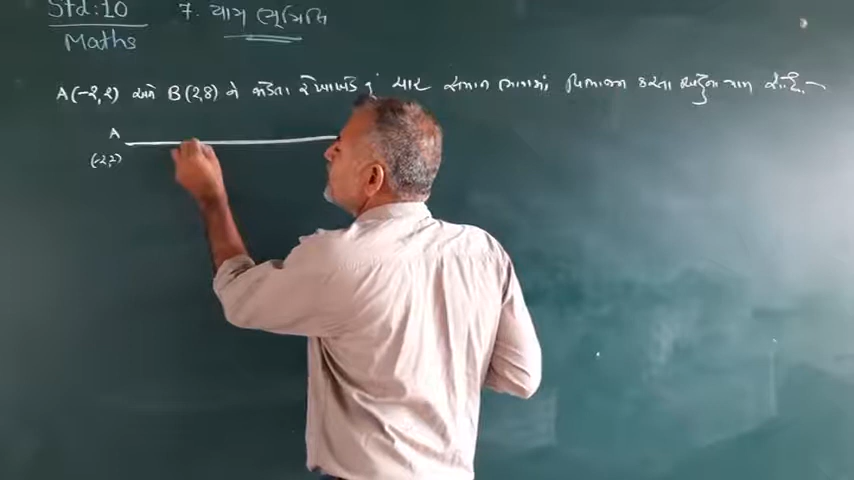 Std:10
Maths
7. યામ ભૂમિતિ
A(-2,2) અને B(2,8) ને જોડતા રેખાખંડનું ચાર સમાન ભાગમાં વિભાજન કરતા બિંદુના યામ શોધો.
A
(-2,2)